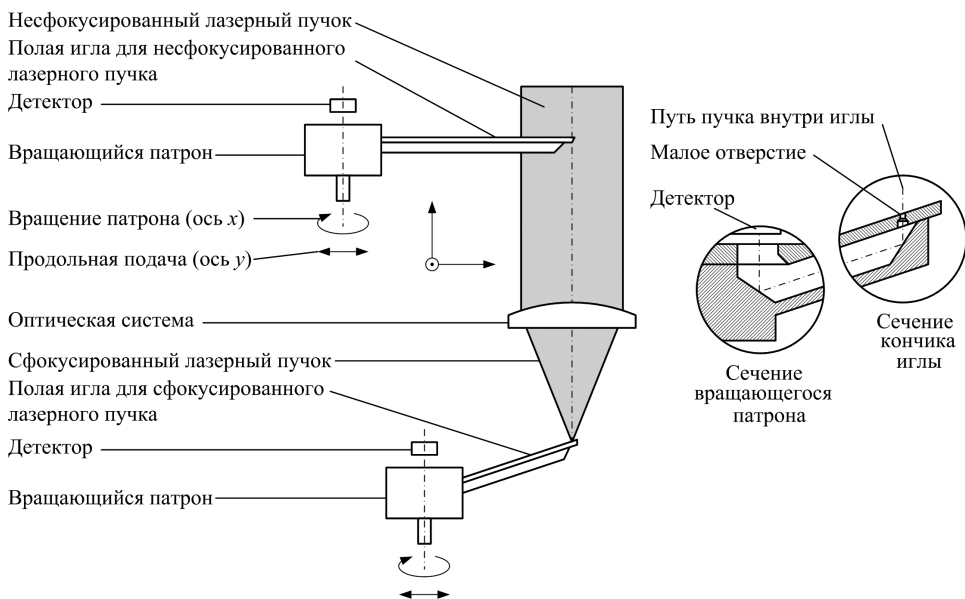 Несфокусированный лазерный пучок
Полая игла для несфокусированного
лазерного пучка
Детектор
Вращающийся патрон
Вращение патрона (ось x)
Продольная подача (ось y)
Оптическая система
Сфокусированный лазерный пучок
Полая игла для сфокусированного
лазерного пучка
Детектор
Вращающийся патрон
Путь пучка внутри иглы
Малое отверстие
Детектор
Сечение
вращающегося
патрона
Сечение
кончика
иглы